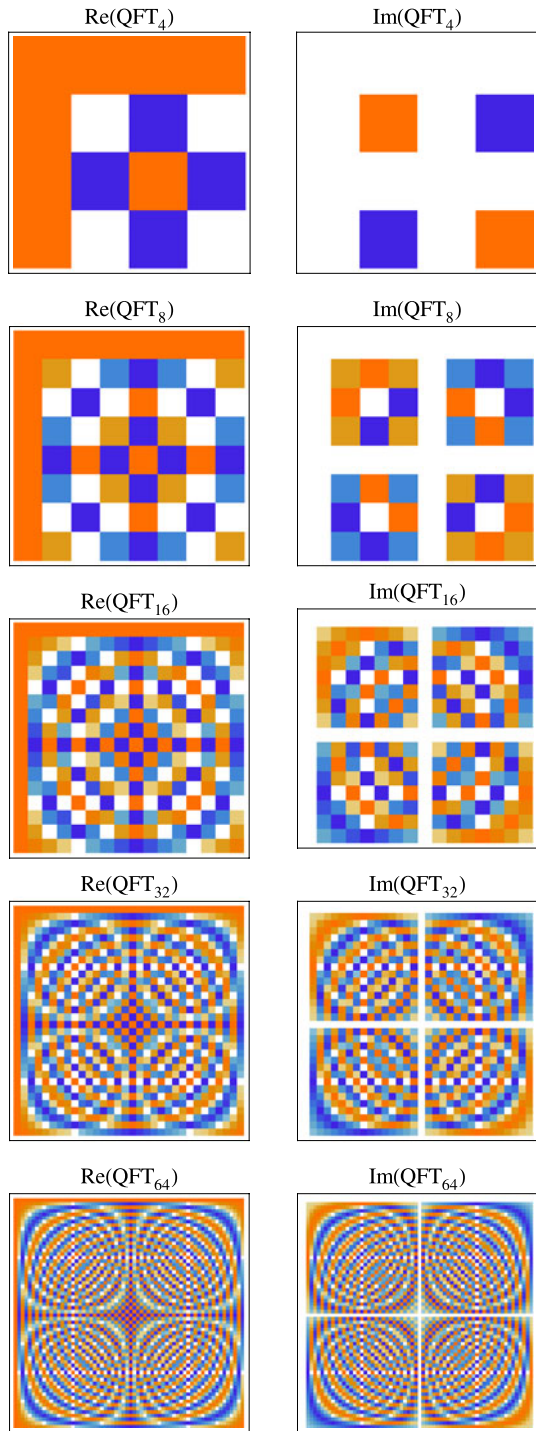 Re(QFT₄)
Im(QFT₄)
Re(QFT₈)
Im(QFT₈)
Re(QFT₁₆)
Im(QFT₁₆)
Re(QFT₃₂)
Im(QFT₃₂)
Re(QFT₆₄)
Im(QFT₆₄)